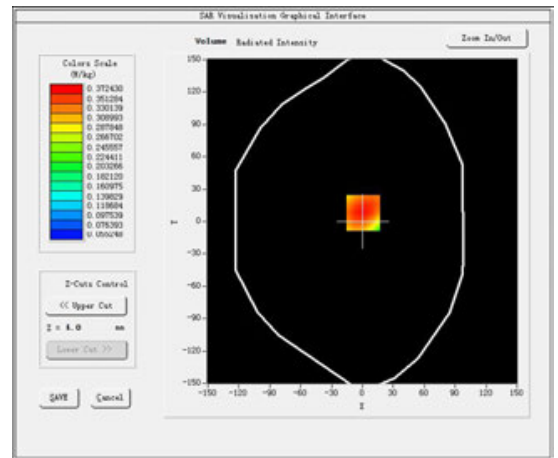 SAR Visualisation Graphical Interface
Volume Radiated Intensity
Zoom In/Out
Colors Scale
(W/kg)
0.372430
0.351284
0.330139
0.308993
0.287848
0.266702
0.245557
0.224411
0.203266
0.182120
0.160975
0.139829
0.118684
0.097539
0.076393
0.055248
Z-Cuts Control
<< Upper Cut
Z = 4.0 mm
Lower Cut >>
SAVE
Cancel
150
120
90
60
30
0
-30
-60
-90
-120
-150
Y
-150 -120 -90 -60 -30 0 30 60 90 120 150
X